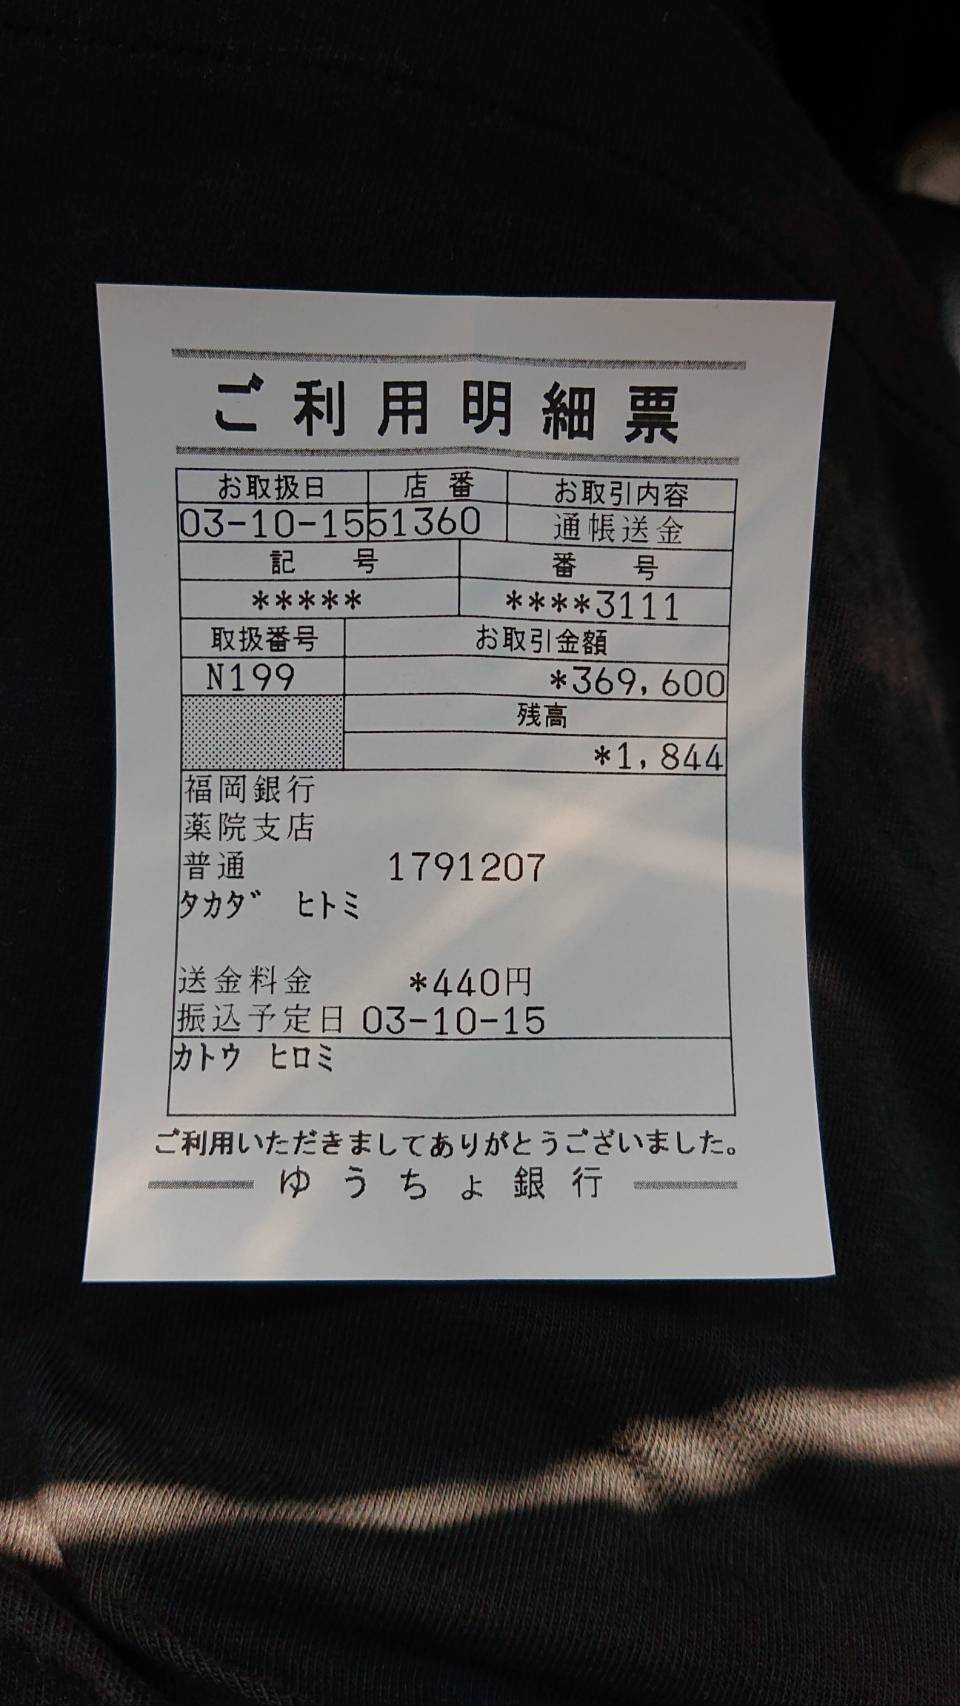 ご利用明細票
お取扱日 店番 お取引内容
03-10-15 51360 通帳送金
記号 番号
***** ****3111
取扱番号 お取引金額
N199 *369,600
残高
*1,844
福岡銀行
薬院支店
普通 1791207
ﾀｶﾀﾞ ﾋﾄﾐ
送金料金 *440円
振込予定日 03-10-15
ｶﾄｳ ﾋﾛﾐ
ご利用いただきましてありがとうございました。
ゆうちょ銀行